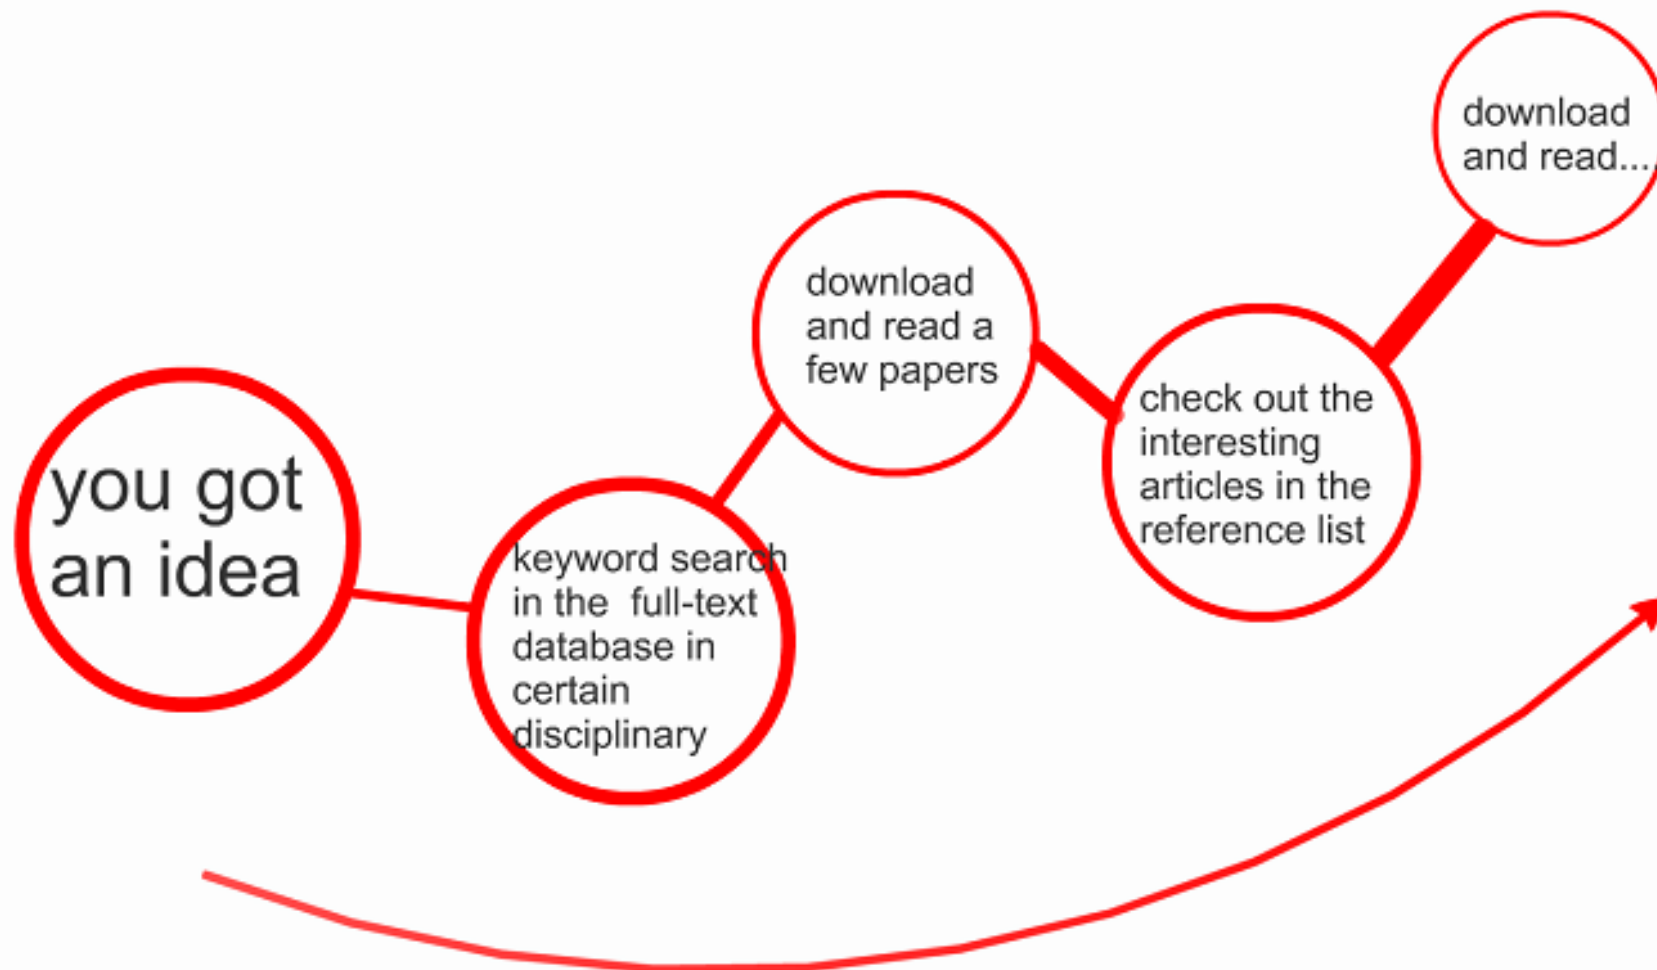 you got
an idea
keyword search
in the  full-text
database in
certain
disciplinary
download
and read a
few papers
check out the
interesting
articles in the
reference list
download
and read...